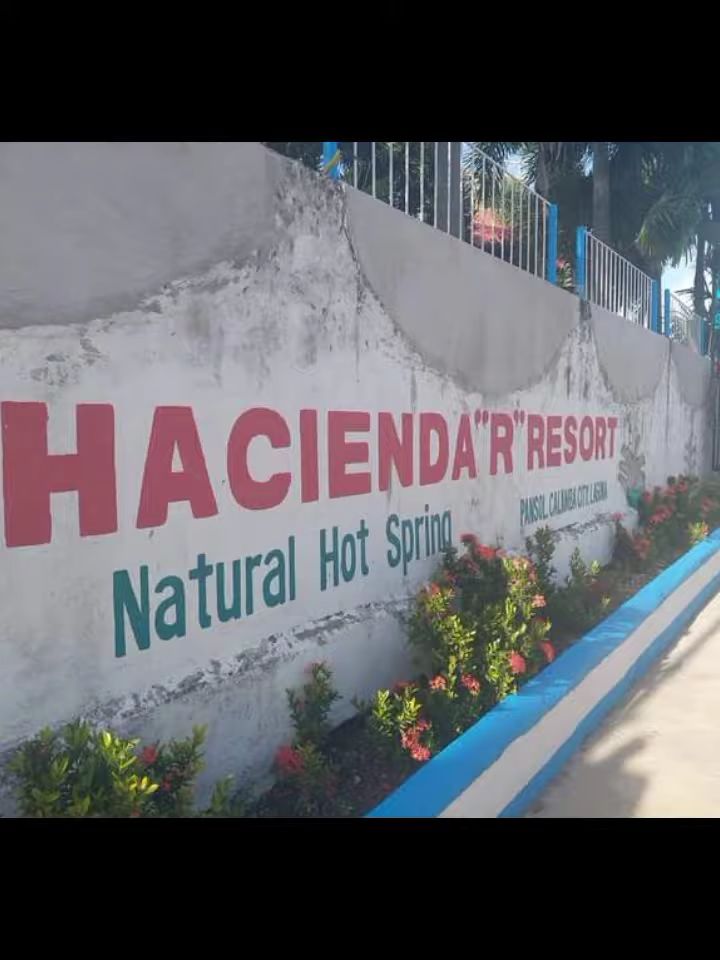 HACIENDA "R" RESORT
Natural Hot Spring
PANSOL, CALAMBA CITY, LAGUNA